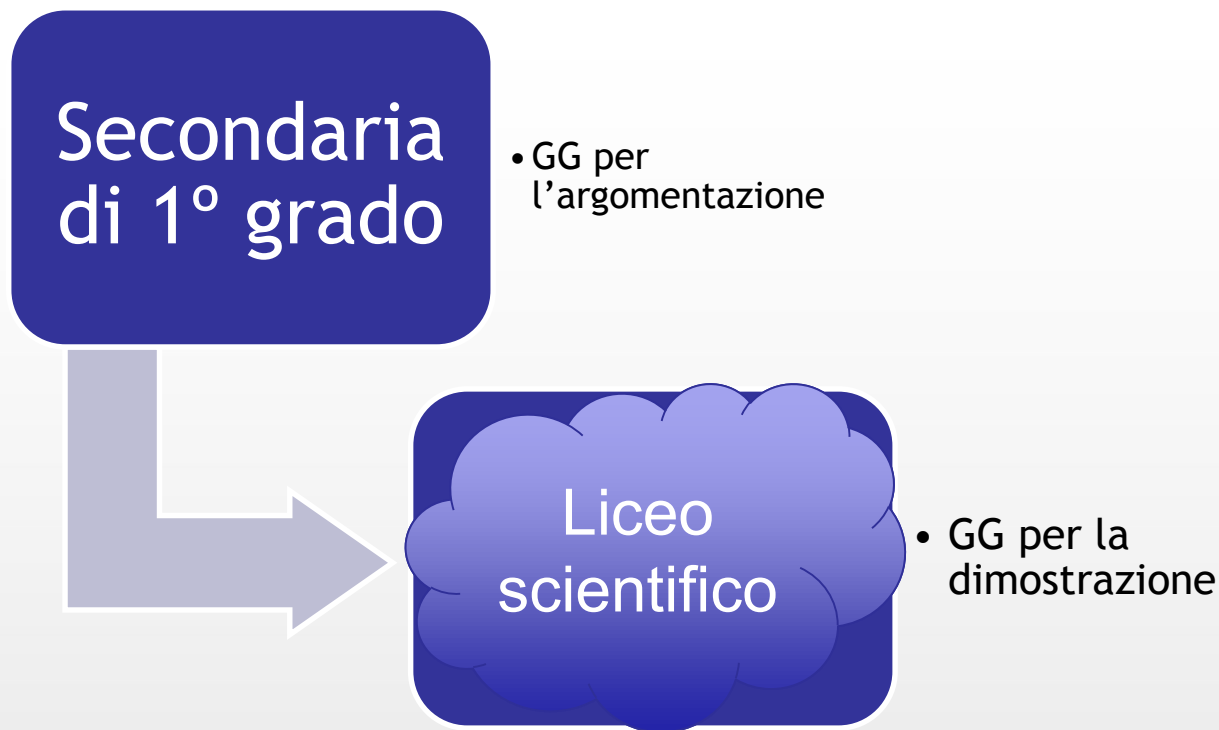 Secondaria
di 1º grado
• GG per
l’argomentazione
Liceo
scientifico
• GG per la
dimostrazione